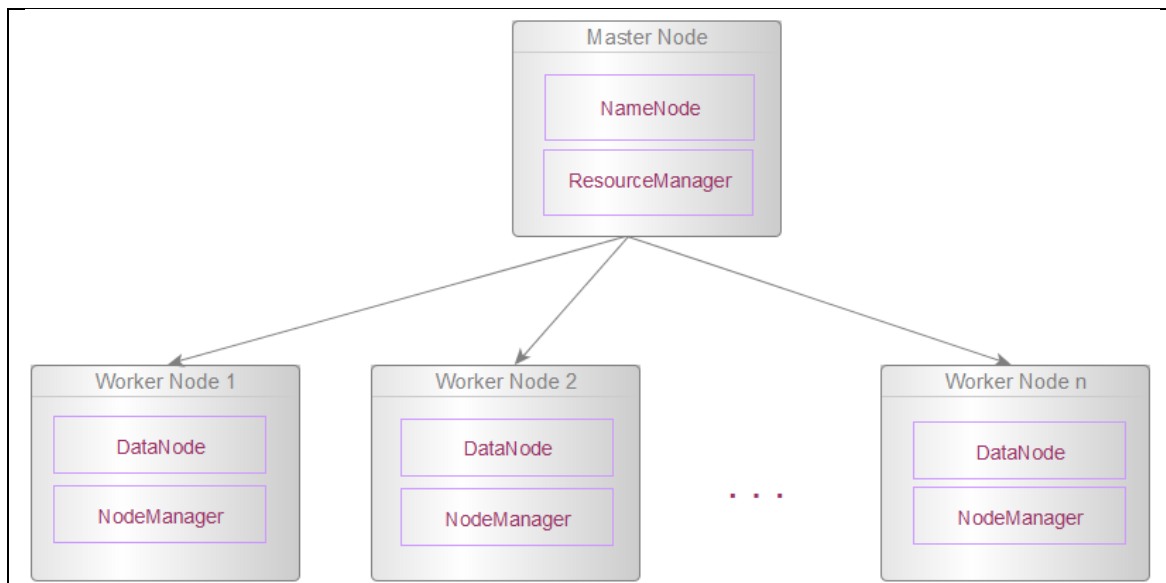 Master Node
NameNode
ResourceManager
Worker Node 1
DataNode
NodeManager
Worker Node 2
DataNode
NodeManager
. . .
Worker Node n
DataNode
NodeManager